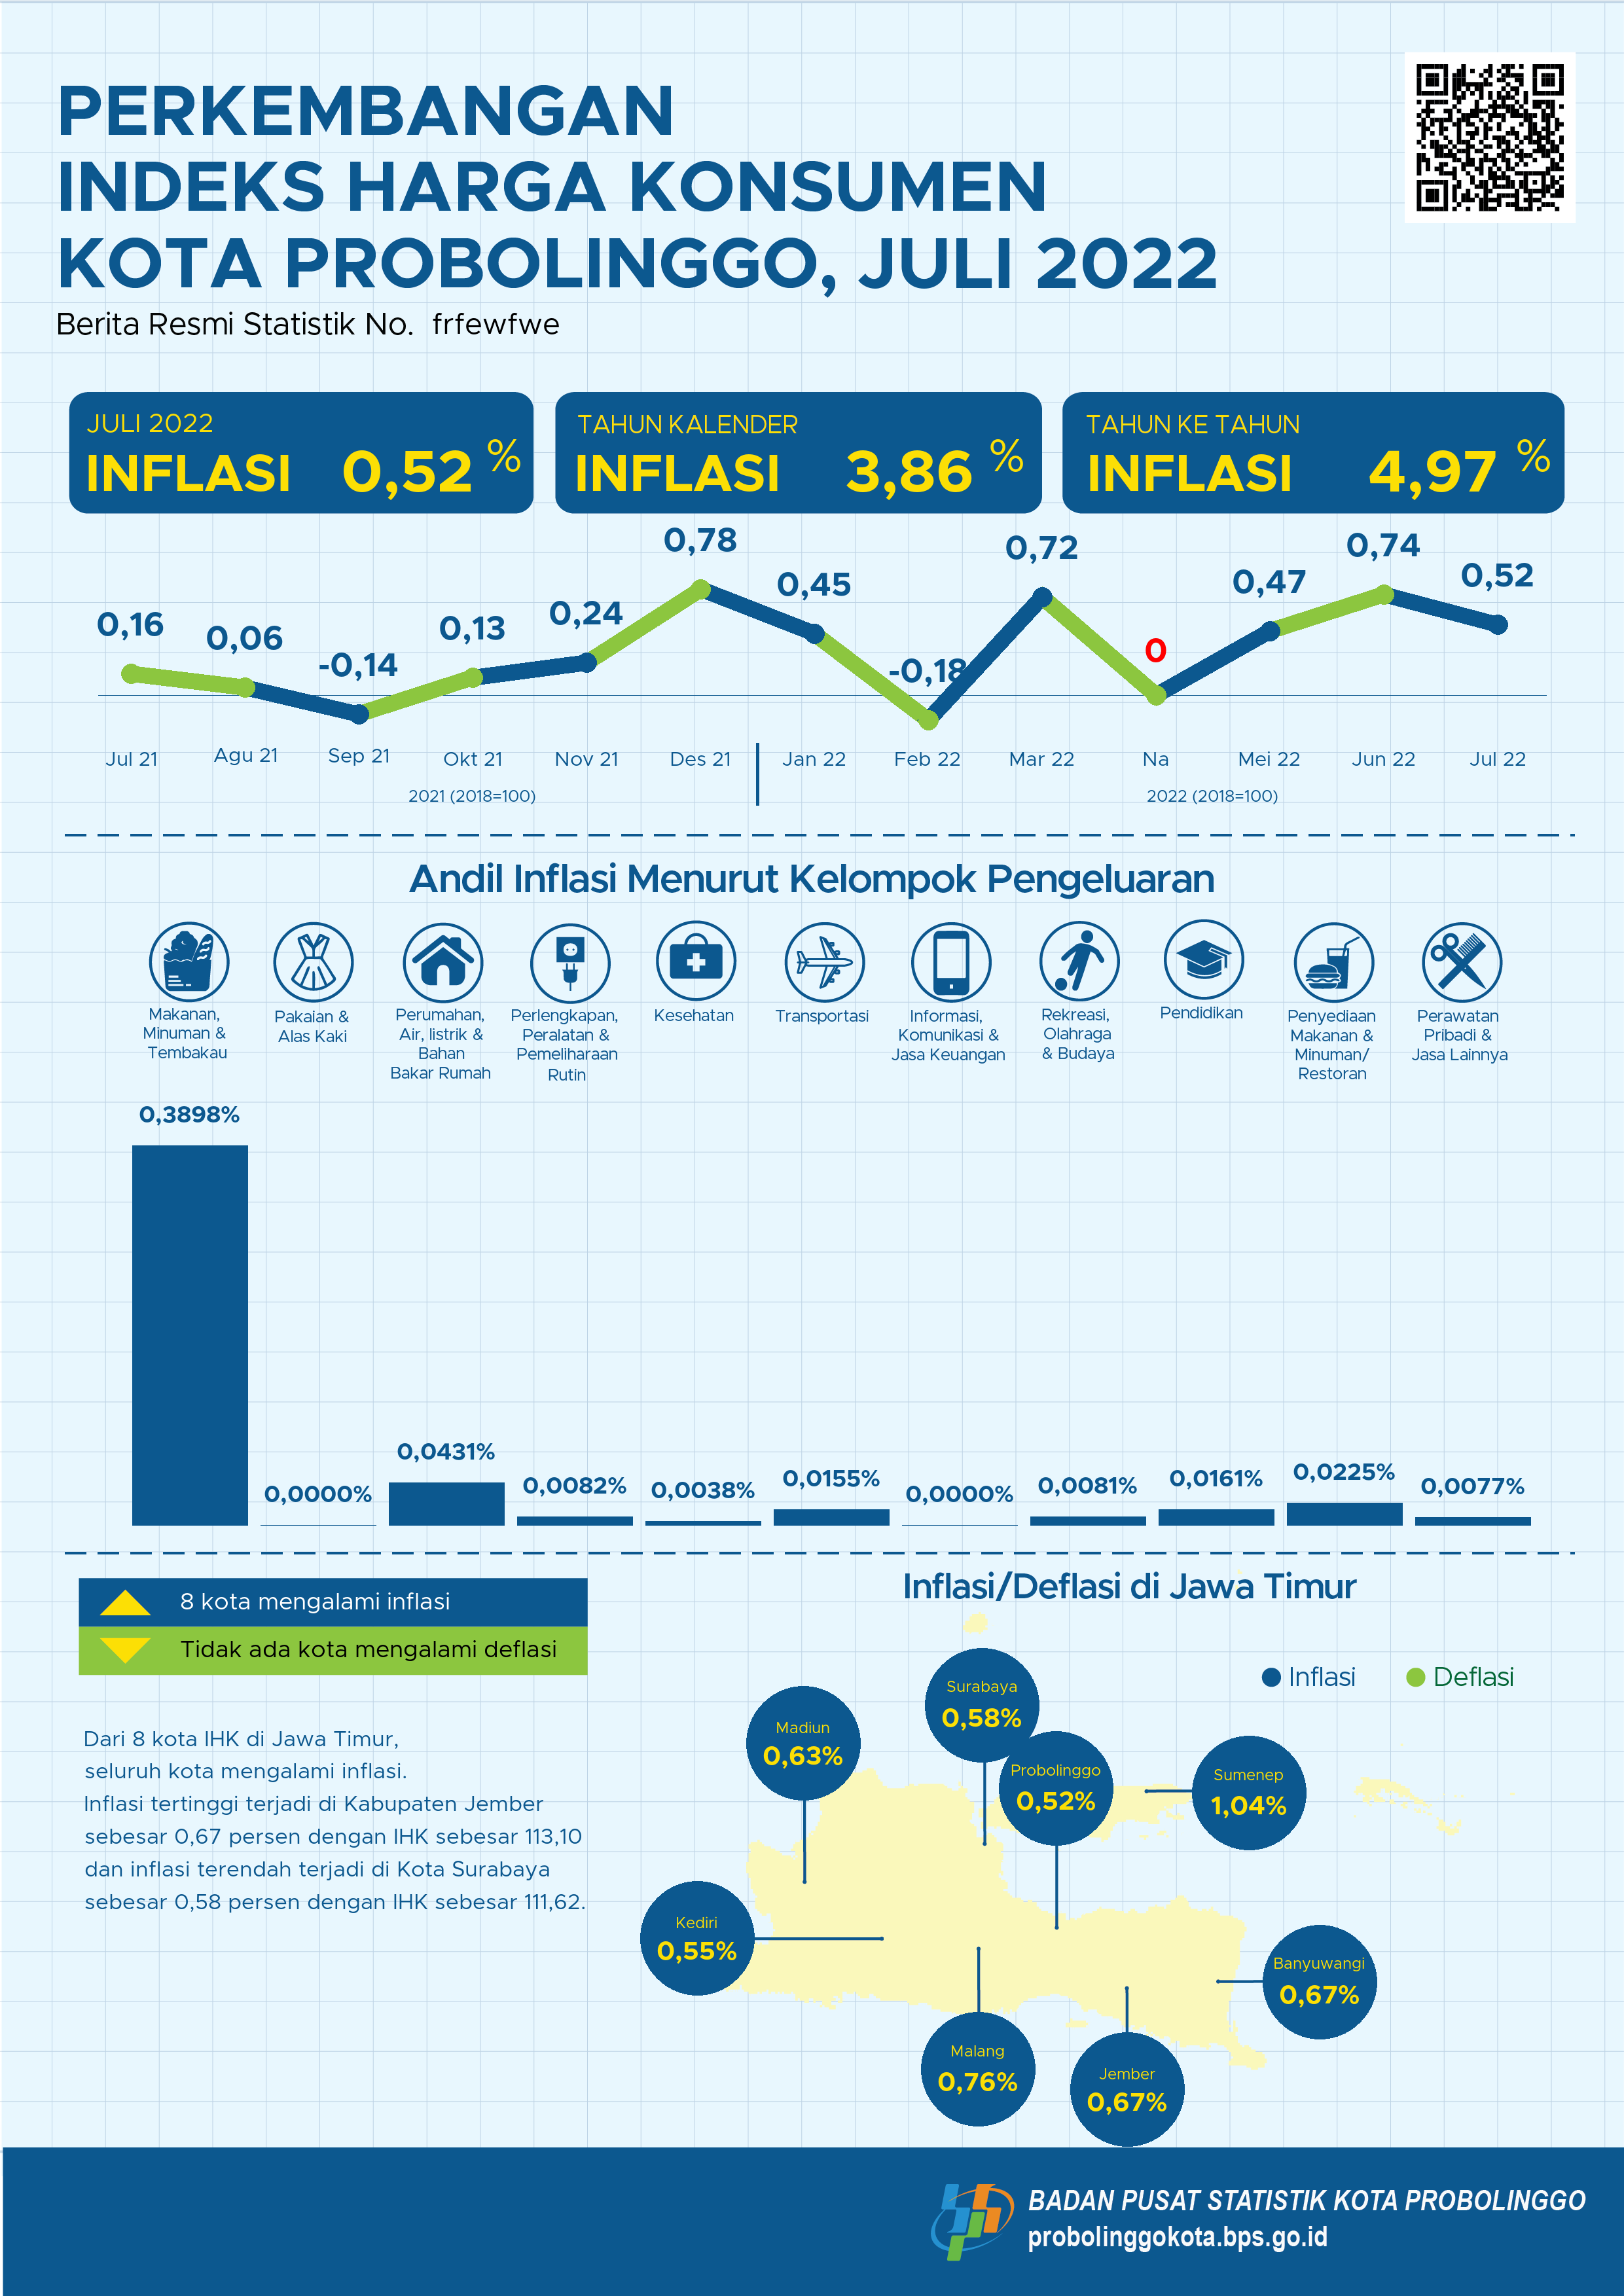 PERKEMBANGAN
INDEKS HARGA KONSUMEN
KOTA PROBOLINGGO, JULI 2022
Berita Resmi Statistik No. frfewfwe
JULI 2022
INFLASI 0,52 %
TAHUN KALENDER
INFLASI 3,86 %
TAHUN KE TAHUN
INFLASI 4,97 %
0,16
0,06
-0,14
0,13
0,24
0,78
0,45
-0,18
0,72
0
0,47
0,74
0,52
Jul 21
Agu 21
Sep 21
Okt 21
Nov 21
Des 21
Jan 22
Feb 22
Mar 22
Na
Mei 22
Jun 22
Jul 22
2021 (2018=100)
2022 (2018=100)
Andil Inflasi Menurut Kelompok Pengeluaran
Makanan,
Minuman &
Tembakau
Pakaian &
Alas Kaki
Perumahan,
Air, listrik &
Bahan
Bakar Rumah
Perlengkapan,
Peralatan &
Pemeliharaan
Rutin
Kesehatan
Transportasi
Informasi,
Komunikasi &
Jasa Keuangan
Rekreasi,
Olahraga
& Budaya
Pendidikan
Penyediaan
Makanan &
Minuman/
Restoran
Perawatan
Pribadi &
Jasa Lainnya
0,3898%
0,0000%
0,0431%
0,0082%
0,0038%
0,0155%
0,0000%
0,0081%
0,0161%
0,0225%
0,0077%
8 kota mengalami inflasi
Tidak ada kota mengalami deflasi
Dari 8 kota IHK di Jawa Timur,
seluruh kota mengalami inflasi.
Inflasi tertinggi terjadi di Kabupaten Jember
sebesar 0,67 persen dengan IHK sebesar 113,10
dan inflasi terendah terjadi di Kota Surabaya
sebesar 0,58 persen dengan IHK sebesar 111,62.
Inflasi/Deflasi di Jawa Timur
Inflasi
Deflasi
Surabaya
0,58%
Madiun
0,63%
Probolinggo
0,52%
Sumenep
1,04%
Kediri
0,55%
Banyuwangi
0,67%
Malang
0,76%
Jember
0,67%
BADAN PUSAT STATISTIK KOTA PROBOLINGGO
probolinggokota.bps.go.id